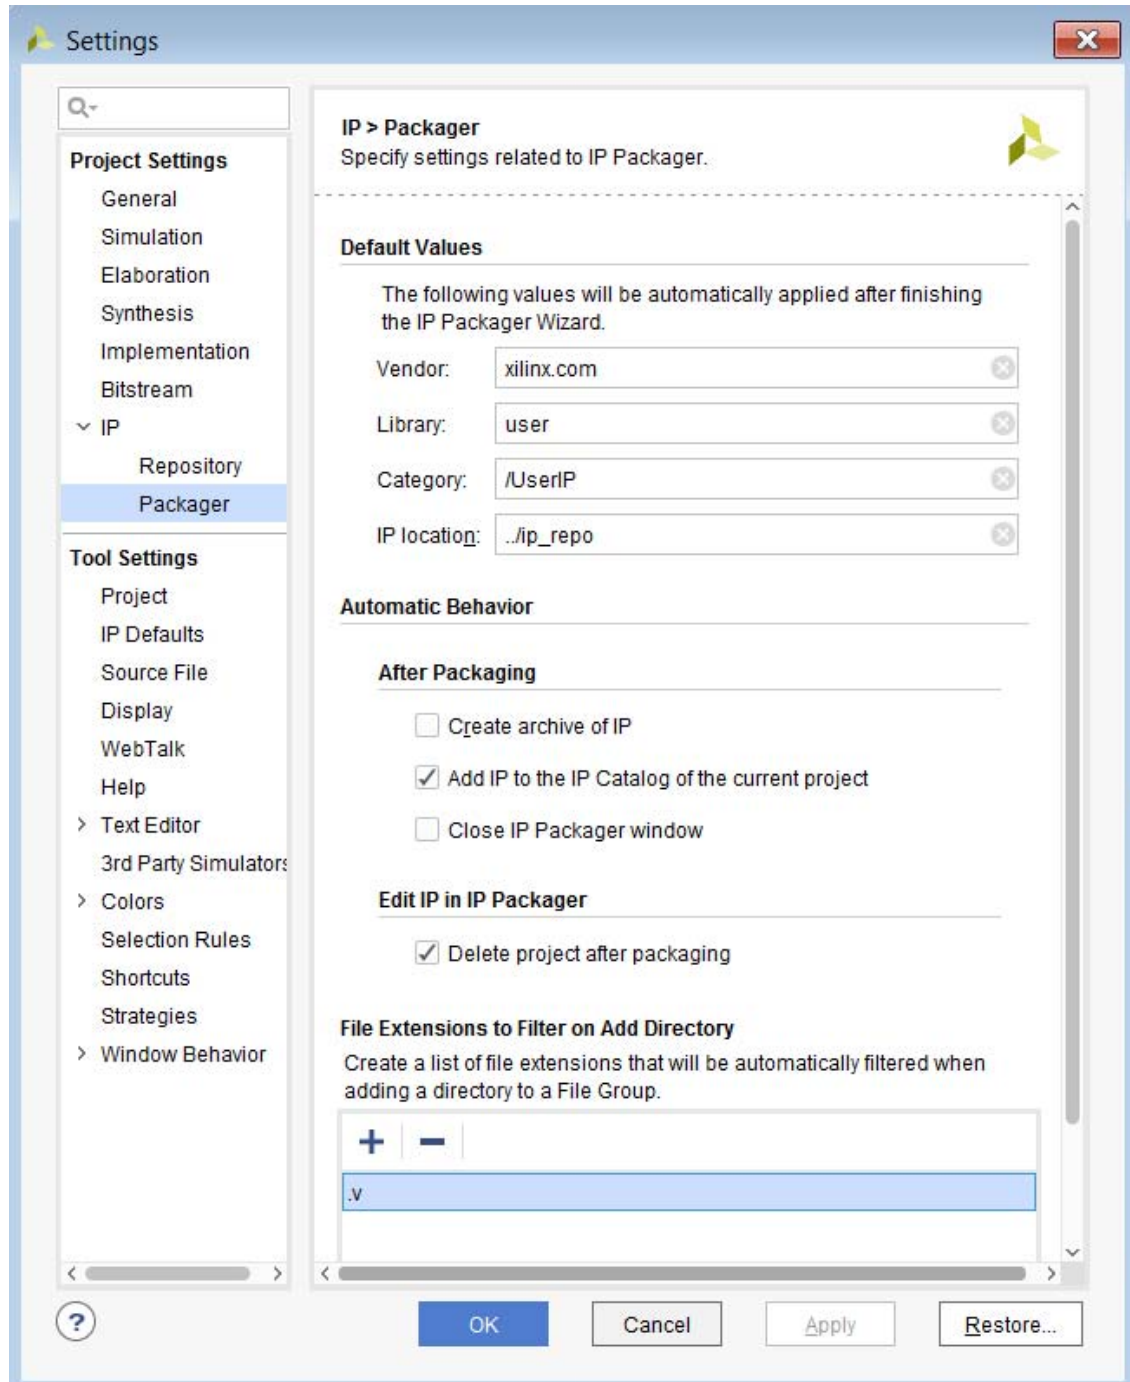 Settings
Project Settings
General
Simulation
Elaboration
Synthesis
Implementation
Bitstream
IP
Repository
Packager
Tool Settings
Project
IP Defaults
Source File
Display
WebTalk
Help
Text Editor
3rd Party Simulators
Colors
Selection Rules
Shortcuts
Strategies
Window Behavior
IP > Packager
Specify settings related to IP Packager.
Default Values
The following values will be automatically applied after finishing
the IP Packager Wizard.
Vendor: xilinx.com
Library: user
Category: /UserIP
IP location: ../ip_repo
Automatic Behavior
After Packaging
Create archive of IP
Add IP to the IP Catalog of the current project
Close IP Packager window
Edit IP in IP Packager
Delete project after packaging
File Extensions to Filter on Add Directory
Create a list of file extensions that will be automatically filtered when
adding a directory to a File Group.
.v
? OK Cancel Apply Restore...